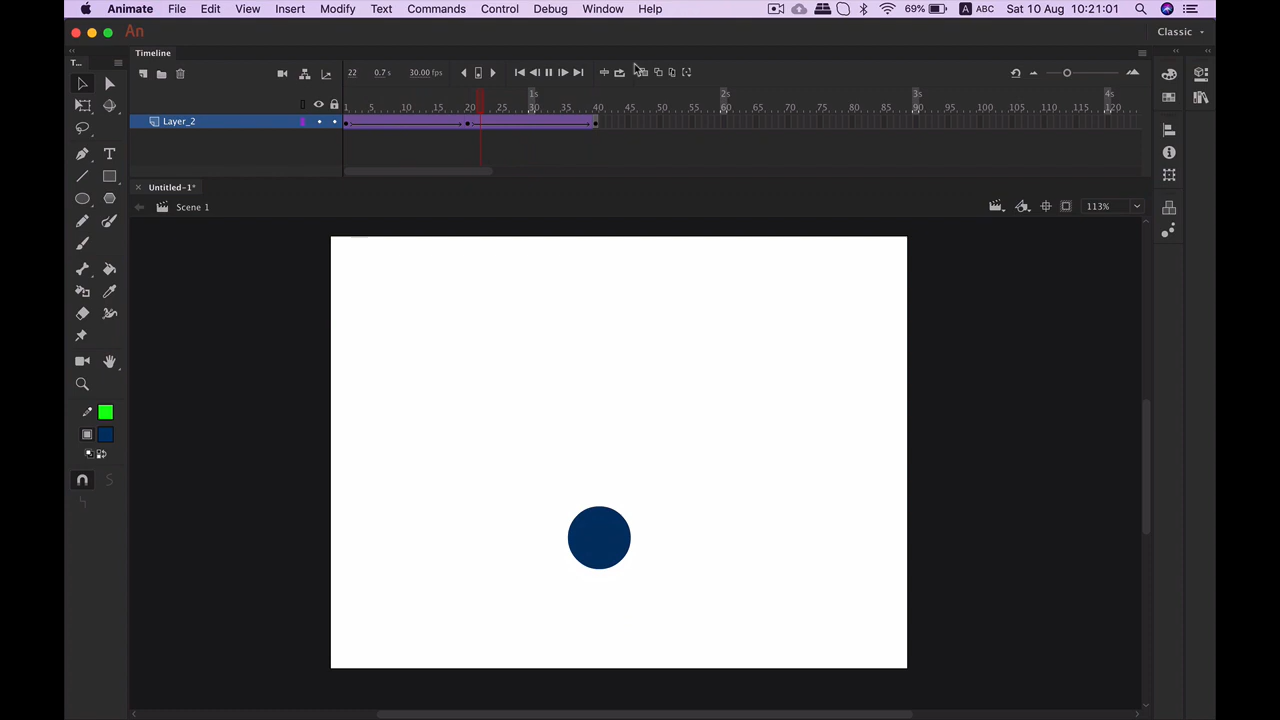 Animate File Edit View Insert Modify Text Commands Control Debug Window Help 69% A ABC Sat 10 Aug 10:21:01
An Classic
Timeline
T...
22 0.7 s 30.00 fps
1s 2s 3s 4s
1 5 10 15 20 25 30 35 40 45 50 55 60 65 70 75 80 85 90 95 100 105 110 115 120
Layer_2
T
Untitled-1*
Scene 1 113%
S